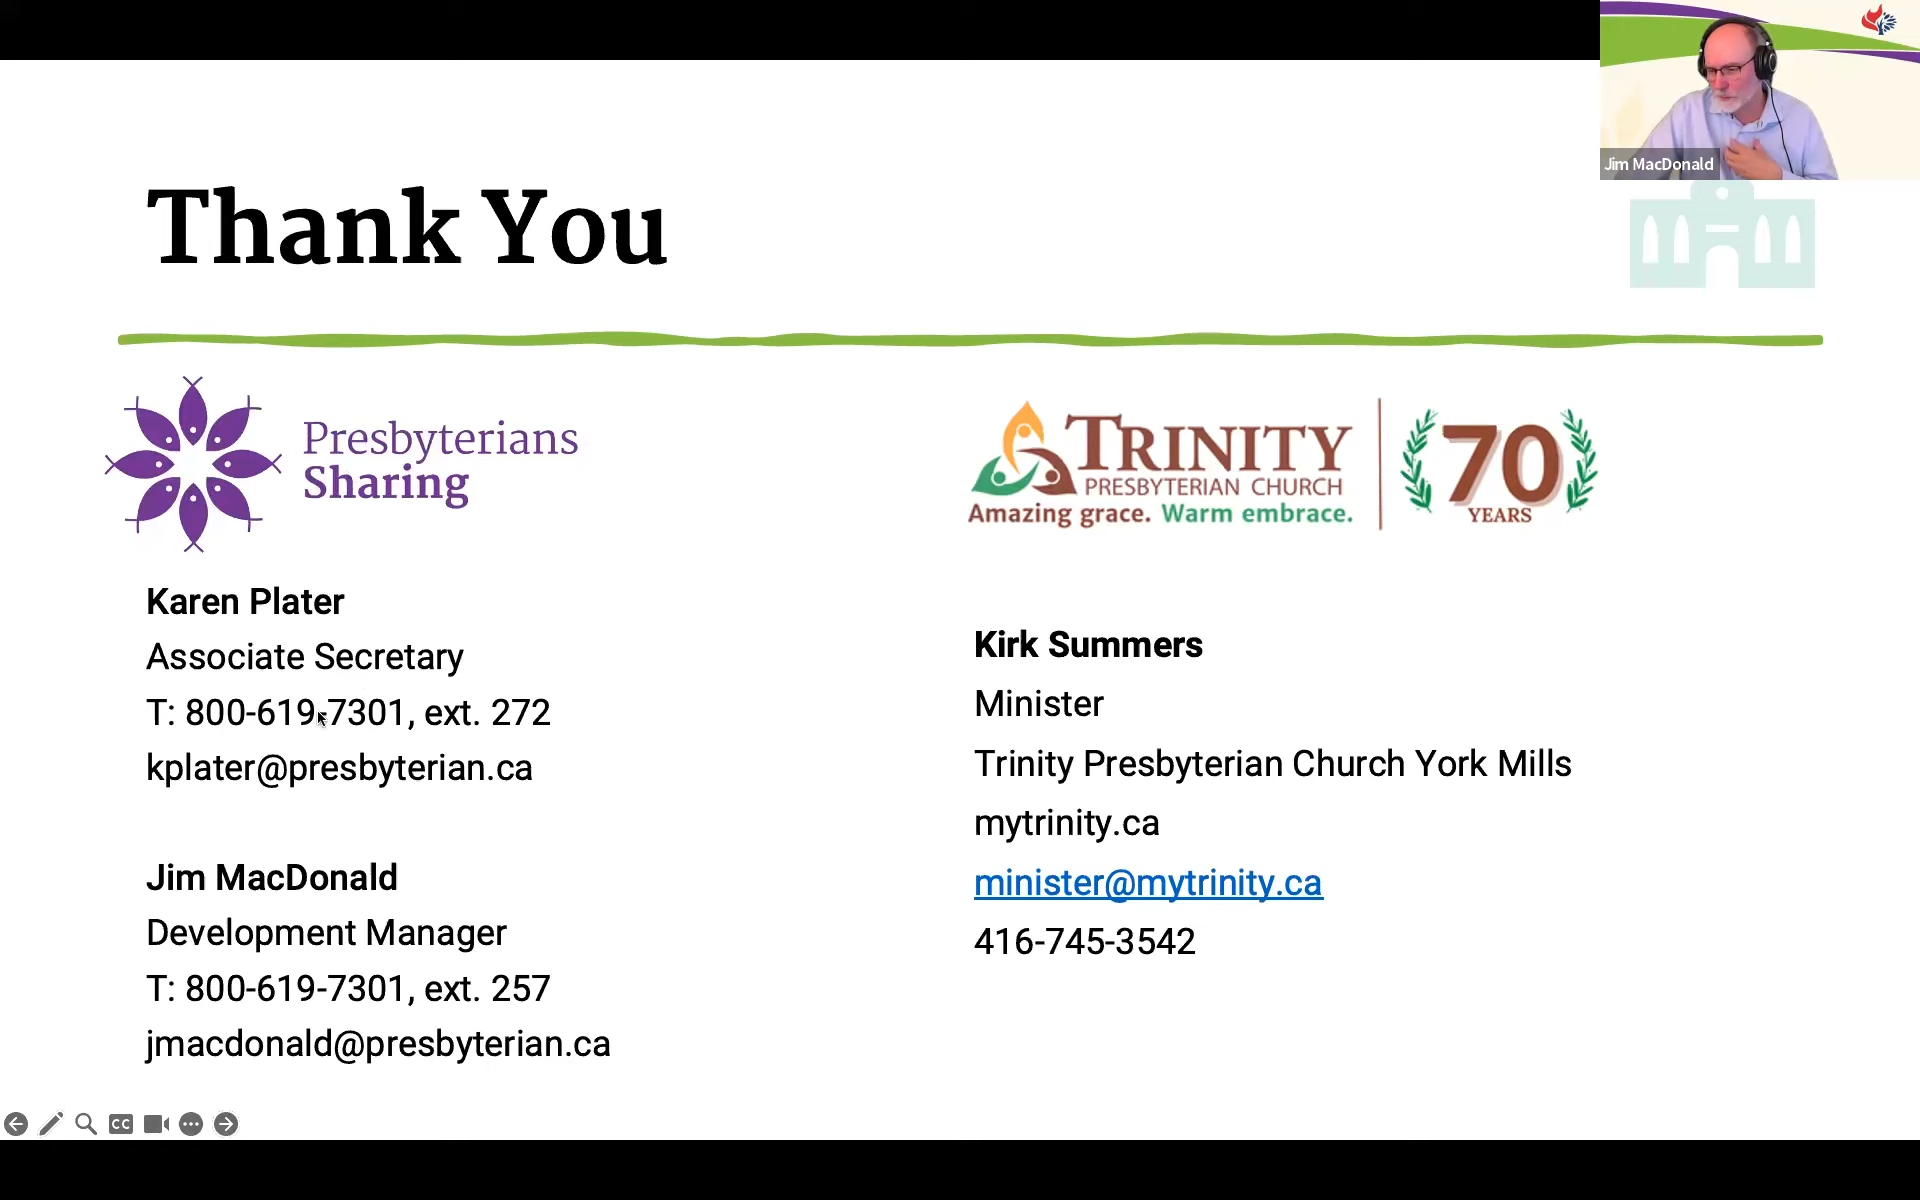 Jim MacDonald
Thank You
Presbyterians
Sharing
Karen Plater
Associate Secretary
T: 800-619-7301, ext. 272
kplater@presbyterian.ca
Jim MacDonald
Development Manager
T: 800-619-7301, ext. 257
jmacdonald@presbyterian.ca
TRINITY
PRESBYTERIAN CHURCH
Amazing grace. Warm embrace.
70
YEARS
Kirk Summers
Minister
Trinity Presbyterian Church York Mills
mytrinity.ca
minister@mytrinity.ca
416-745-3542
CC